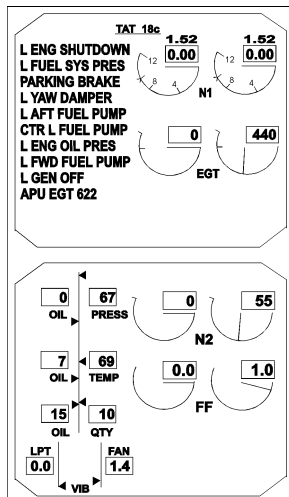 TAT 18c
1.52 1.52
0.00 0.00
L ENG SHUTDOWN
L FUEL SYS PRES
PARKING BRAKE
L YAW DAMPER
L AFT FUEL PUMP
CTR L FUEL PUMP
L ENG OIL PRES
L FWD FUEL PUMP
L GEN OFF
APU EGT 622
12 8 4 12 8 4
N1
0 440
EGT
0 67
OIL PRESS
7 69
OIL TEMP
15 10
OIL QTY
LPT FAN
0.0 1.4
VIB
0 55
N2
0.0 1.0
FF